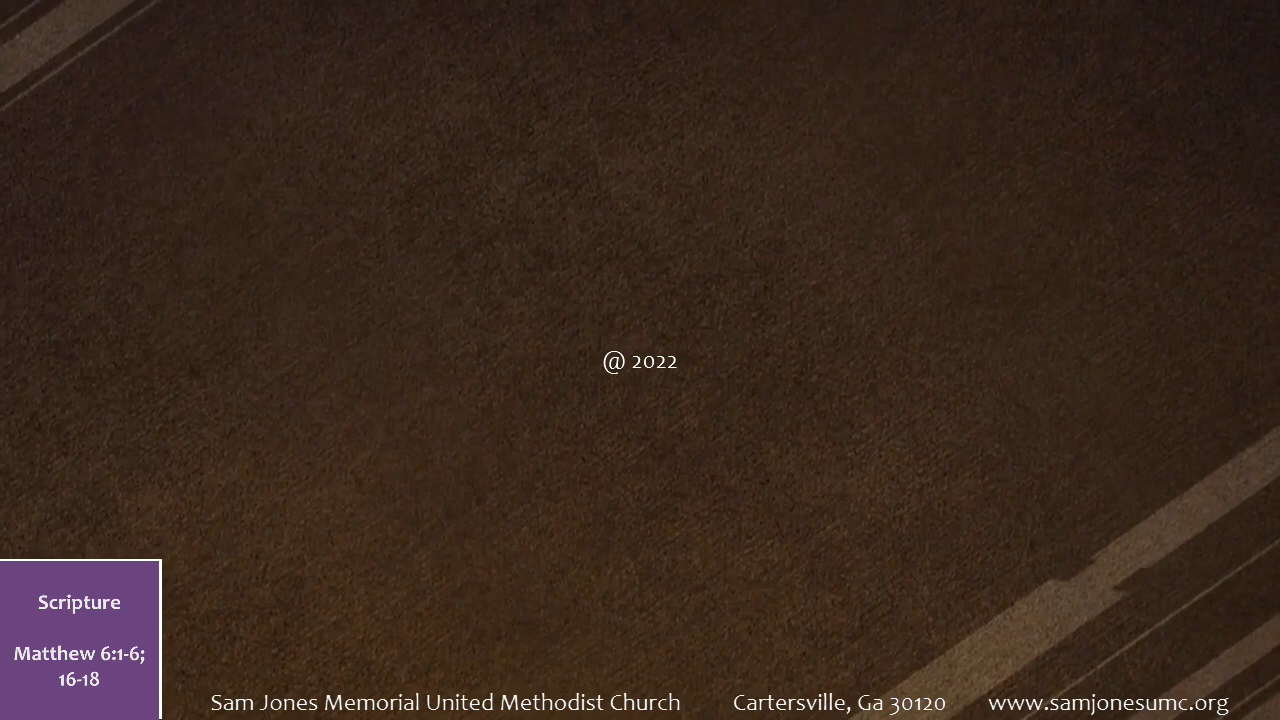 @ 2022
Scripture
Matthew 6:1-6;
16-18
Sam Jones Memorial United Methodist Church Cartersville, Ga 30120 www.samjonesumc.org